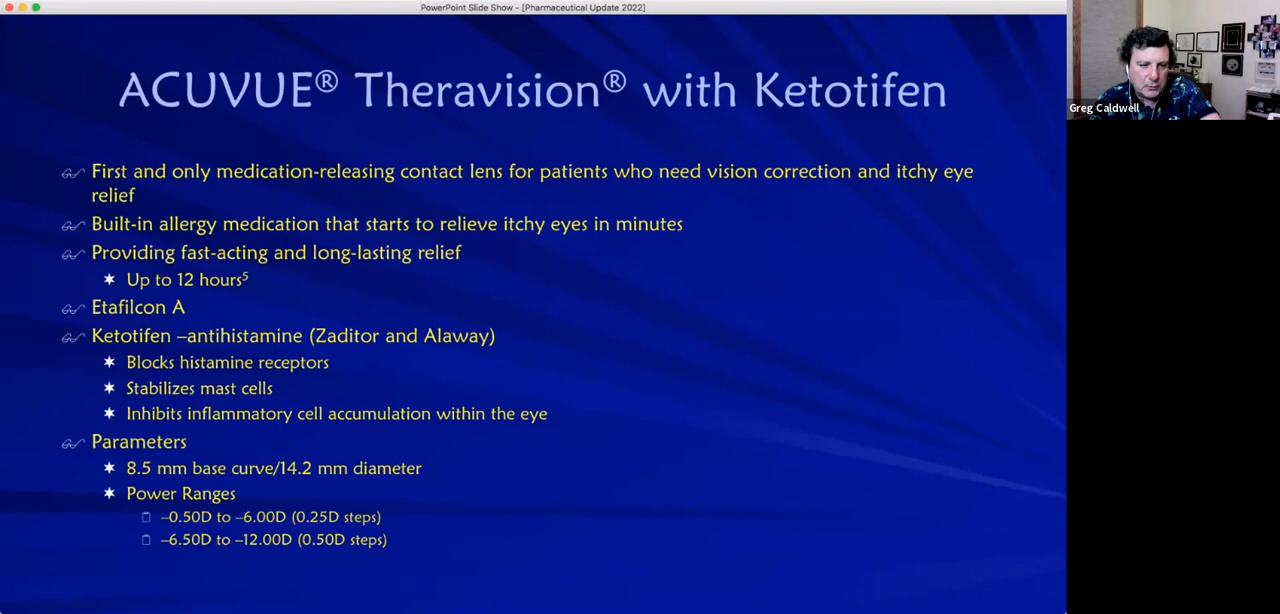 PowerPoint Slide Show - [Pharmaceutical Update 2022]
ACUVUE® Theravision® with Ketotifen
First and only medication-releasing contact lens for patients who need vision correction and itchy eye
relief
Built-in allergy medication that starts to relieve itchy eyes in minutes
Providing fast-acting and long-lasting relief
Up to 12 hours⁵
Etafilcon A
Ketotifen –antihistamine (Zaditor and Alaway)
Blocks histamine receptors
Stabilizes mast cells
Inhibits inflammatory cell accumulation within the eye
Parameters
8.5 mm base curve/14.2 mm diameter
Power Ranges
–0.50D to –6.00D (0.25D steps)
–6.50D to –12.00D (0.50D steps)
Greg Caldwell